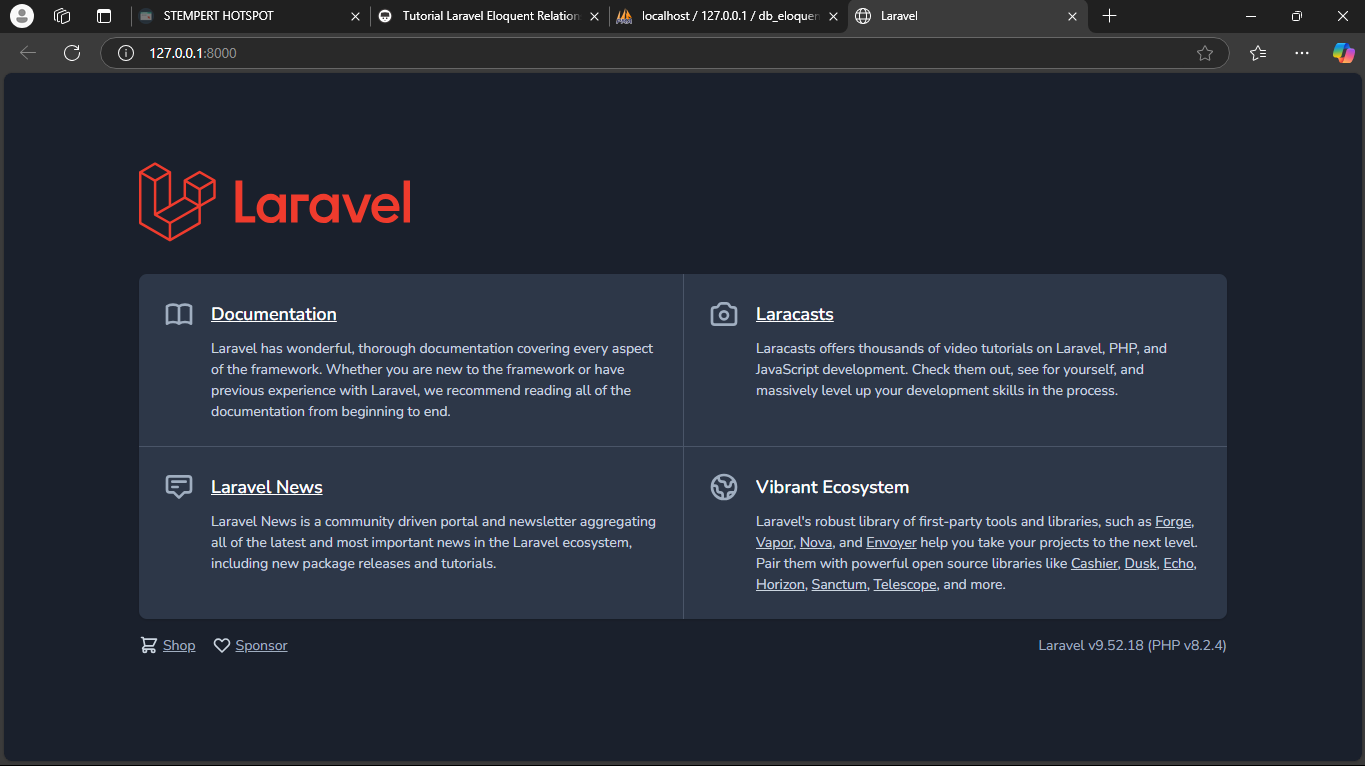 STEMPERT HOTSPOT
Tutorial Laravel Eloquent Relation
localhost / 127.0.0.1 / db_eloquen
Laravel
127.0.0.1:8000
Laravel
Documentation
Laravel has wonderful, thorough documentation covering every aspect
of the framework. Whether you are new to the framework or have
previous experience with Laravel, we recommend reading all of the
documentation from beginning to end.
Laracasts
Laracasts offers thousands of video tutorials on Laravel, PHP, and
JavaScript development. Check them out, see for yourself, and
massively level up your development skills in the process.
Laravel News
Laravel News is a community driven portal and newsletter aggregating
all of the latest and most important news in the Laravel ecosystem,
including new package releases and tutorials.
Vibrant Ecosystem
Laravel's robust library of first-party tools and libraries, such as Forge,
Vapor, Nova, and Envoyer help you take your projects to the next level.
Pair them with powerful open source libraries like Cashier, Dusk, Echo,
Horizon, Sanctum, Telescope, and more.
Shop
Sponsor
Laravel v9.52.18 (PHP v8.2.4)